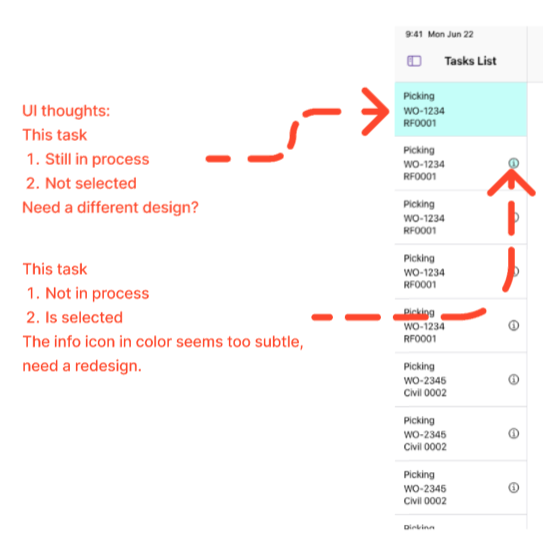 9:41 Mon Jun 22
Tasks List
UI thoughts:
This task
1. Still in process
2. Not selected
Need a different design?
This task
1. Not in process
2. Is selected
The info icon in color seems too subtle,
need a redesign.
Picking
WO-1234
RF0001
Picking
WO-1234
RF0001
Picking
WO-1234
RF0001
Picking
WO-1234
RF0001
Picking
WO-1234
RF0001
Picking
WO-2345
Civil 0002
Picking
WO-2345
Civil 0002
Picking
WO-2345
Civil 0002
Picking